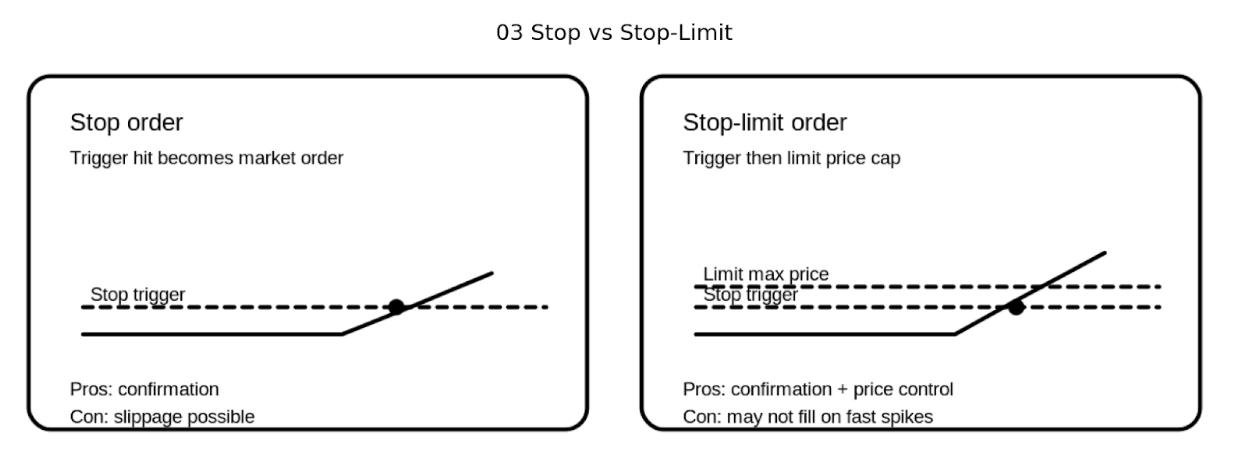 03 Stop vs Stop-Limit
Stop order
Trigger hit becomes market order
Stop trigger
Pros: confirmation
Con: slippage possible
Stop-limit order
Trigger then limit price cap
Limit max price
Stop trigger
Pros: confirmation + price control
Con: may not fill on fast spikes